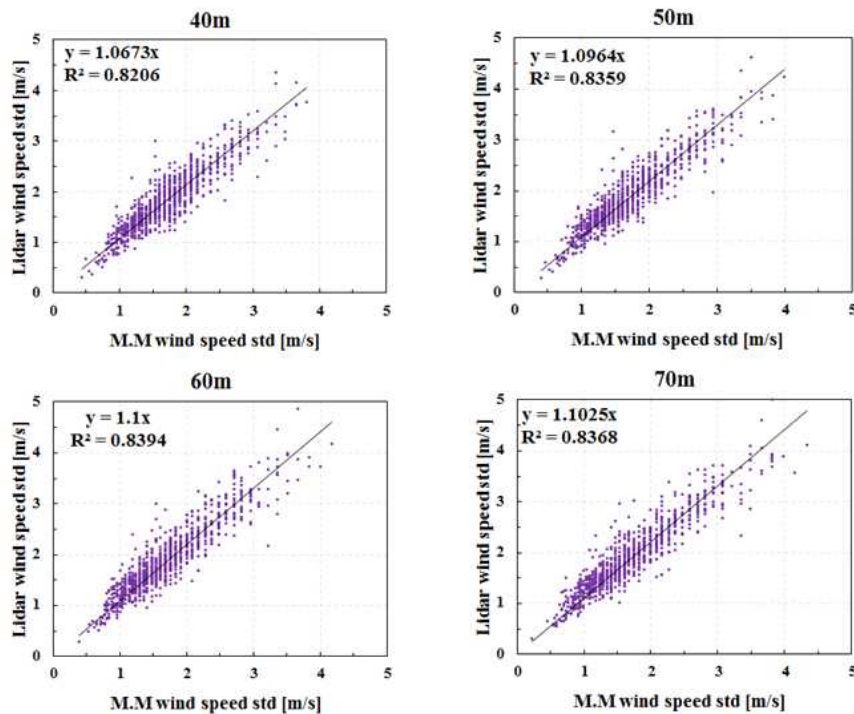 40m
y = 1.0673x
R² = 0.8206
Lidar wind speed std [m/s]
5
4
3
2
1
0
0 1 2 3 4 5
M.M wind speed std [m/s]
50m
y = 1.0964x
R² = 0.8359
Lidar wind speed std [m/s]
5
4
3
2
1
0
0 1 2 3 4 5
M.M wind speed std [m/s]
60m
y = 1.1x
R² = 0.8394
Lidar wind speed std [m/s]
5
4
3
2
1
0
0 1 2 3 4 5
M.M wind speed std [m/s]
70m
y = 1.1025x
R² = 0.8368
Lidar wind speed std [m/s]
5
4
3
2
1
0
0 1 2 3 4 5
M.M wind speed std [m/s]